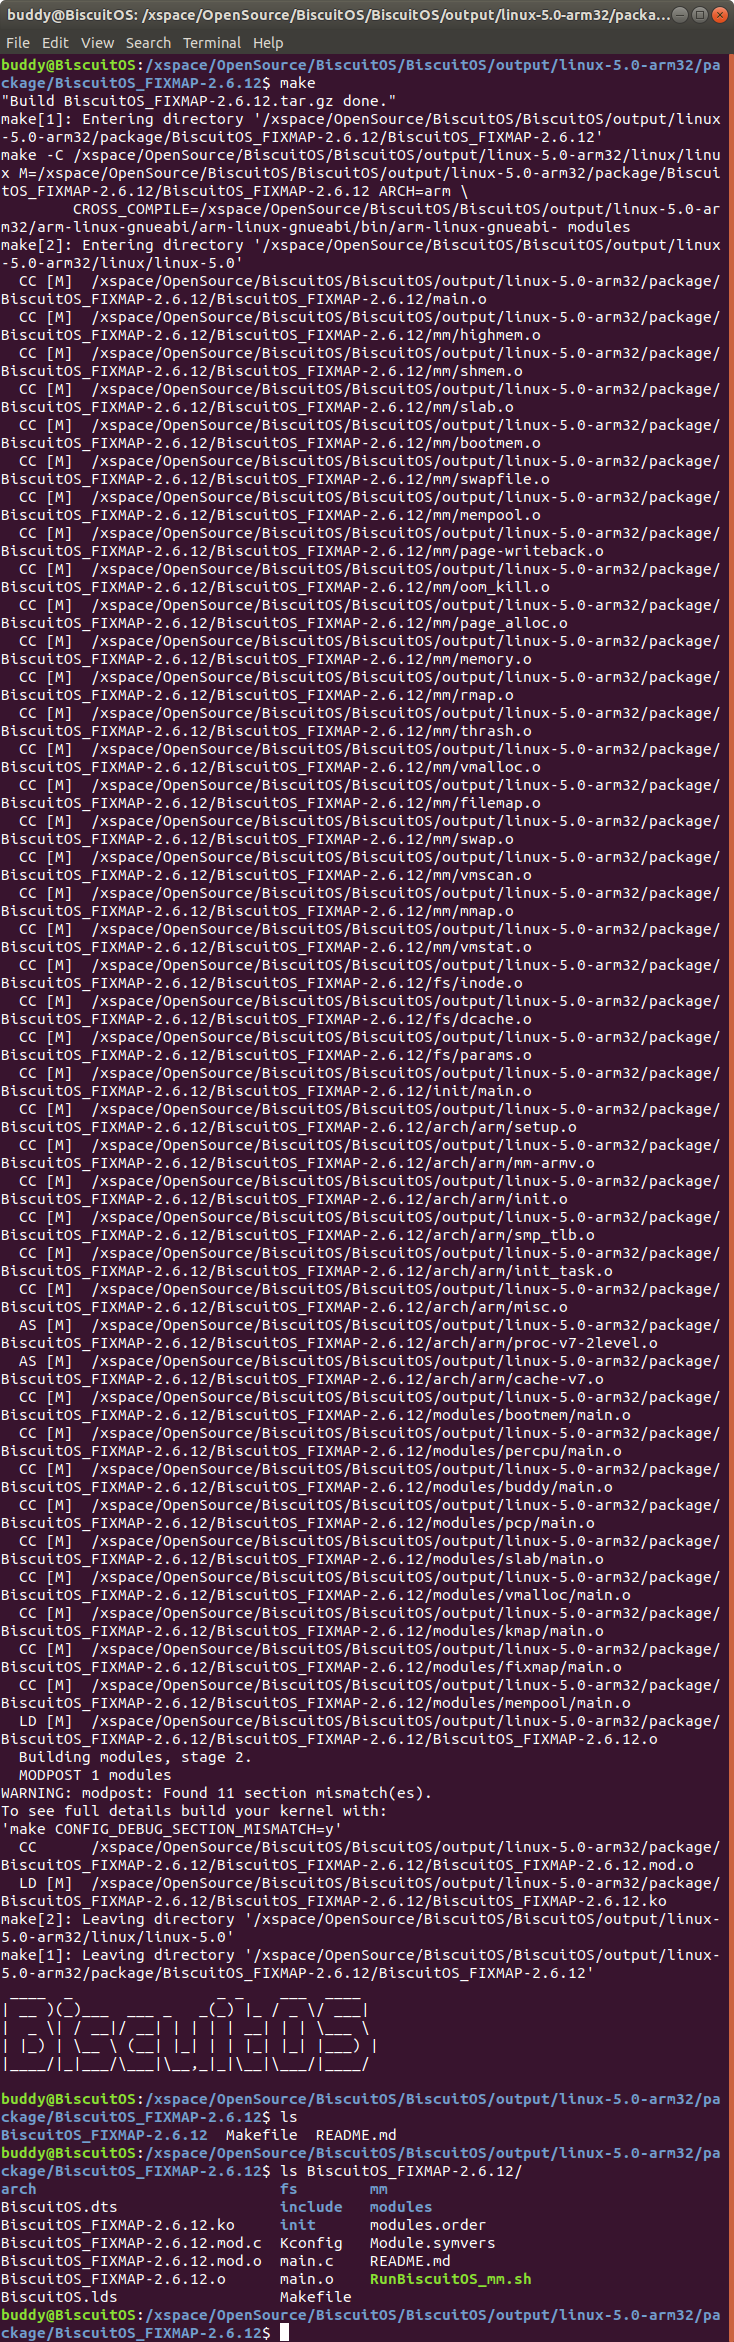 buddy@BiscuitOS: /xspace/OpenSource/BiscuitOS/BiscuitOS/output/linux-5.0-arm32/packa...
File Edit View Search Terminal Help
buddy@BiscuitOS:/xspace/OpenSource/BiscuitOS/BiscuitOS/output/linux-5.0-arm32/pa
ckage/BiscuitOS_FIXMAP-2.6.12$ make
"Build BiscuitOS_FIXMAP-2.6.12.tar.gz done."
make[1]: Entering directory '/xspace/OpenSource/BiscuitOS/BiscuitOS/output/linux
-5.0-arm32/package/BiscuitOS_FIXMAP-2.6.12/BiscuitOS_FIXMAP-2.6.12'
make -C /xspace/OpenSource/BiscuitOS/BiscuitOS/output/linux-5.0-arm32/linux/linu
x M=/xspace/OpenSource/BiscuitOS/BiscuitOS/output/linux-5.0-arm32/package/Biscui
tOS_FIXMAP-2.6.12/BiscuitOS_FIXMAP-2.6.12 ARCH=arm \
        CROSS_COMPILE=/xspace/OpenSource/BiscuitOS/BiscuitOS/output/linux-5.0-ar
m32/arm-linux-gnueabi/arm-linux-gnueabi/bin/arm-linux-gnueabi- modules
make[2]: Entering directory '/xspace/OpenSource/BiscuitOS/BiscuitOS/output/linux
-5.0-arm32/linux/linux-5.0'
  CC [M]  /xspace/OpenSource/BiscuitOS/BiscuitOS/output/linux-5.0-arm32/package/
BiscuitOS_FIXMAP-2.6.12/BiscuitOS_FIXMAP-2.6.12/main.o
  CC [M]  /xspace/OpenSource/BiscuitOS/BiscuitOS/output/linux-5.0-arm32/package/
BiscuitOS_FIXMAP-2.6.12/BiscuitOS_FIXMAP-2.6.12/mm/highmem.o
  CC [M]  /xspace/OpenSource/BiscuitOS/BiscuitOS/output/linux-5.0-arm32/package/
BiscuitOS_FIXMAP-2.6.12/BiscuitOS_FIXMAP-2.6.12/mm/shmem.o
  CC [M]  /xspace/OpenSource/BiscuitOS/BiscuitOS/output/linux-5.0-arm32/package/
BiscuitOS_FIXMAP-2.6.12/BiscuitOS_FIXMAP-2.6.12/mm/slab.o
  CC [M]  /xspace/OpenSource/BiscuitOS/BiscuitOS/output/linux-5.0-arm32/package/
BiscuitOS_FIXMAP-2.6.12/BiscuitOS_FIXMAP-2.6.12/mm/bootmem.o
  CC [M]  /xspace/OpenSource/BiscuitOS/BiscuitOS/output/linux-5.0-arm32/package/
BiscuitOS_FIXMAP-2.6.12/BiscuitOS_FIXMAP-2.6.12/mm/swapfile.o
  CC [M]  /xspace/OpenSource/BiscuitOS/BiscuitOS/output/linux-5.0-arm32/package/
BiscuitOS_FIXMAP-2.6.12/BiscuitOS_FIXMAP-2.6.12/mm/mempool.o
  CC [M]  /xspace/OpenSource/BiscuitOS/BiscuitOS/output/linux-5.0-arm32/package/
BiscuitOS_FIXMAP-2.6.12/BiscuitOS_FIXMAP-2.6.12/mm/page-writeback.o
  CC [M]  /xspace/OpenSource/BiscuitOS/BiscuitOS/output/linux-5.0-arm32/package/
BiscuitOS_FIXMAP-2.6.12/BiscuitOS_FIXMAP-2.6.12/mm/oom_kill.o
  CC [M]  /xspace/OpenSource/BiscuitOS/BiscuitOS/output/linux-5.0-arm32/package/
BiscuitOS_FIXMAP-2.6.12/BiscuitOS_FIXMAP-2.6.12/mm/page_alloc.o
  CC [M]  /xspace/OpenSource/BiscuitOS/BiscuitOS/output/linux-5.0-arm32/package/
BiscuitOS_FIXMAP-2.6.12/BiscuitOS_FIXMAP-2.6.12/mm/memory.o
  CC [M]  /xspace/OpenSource/BiscuitOS/BiscuitOS/output/linux-5.0-arm32/package/
BiscuitOS_FIXMAP-2.6.12/BiscuitOS_FIXMAP-2.6.12/mm/rmap.o
  CC [M]  /xspace/OpenSource/BiscuitOS/BiscuitOS/output/linux-5.0-arm32/package/
BiscuitOS_FIXMAP-2.6.12/BiscuitOS_FIXMAP-2.6.12/mm/thrash.o
  CC [M]  /xspace/OpenSource/BiscuitOS/BiscuitOS/output/linux-5.0-arm32/package/
BiscuitOS_FIXMAP-2.6.12/BiscuitOS_FIXMAP-2.6.12/mm/vmalloc.o
  CC [M]  /xspace/OpenSource/BiscuitOS/BiscuitOS/output/linux-5.0-arm32/package/
BiscuitOS_FIXMAP-2.6.12/BiscuitOS_FIXMAP-2.6.12/mm/filemap.o
  CC [M]  /xspace/OpenSource/BiscuitOS/BiscuitOS/output/linux-5.0-arm32/package/
BiscuitOS_FIXMAP-2.6.12/BiscuitOS_FIXMAP-2.6.12/mm/swap.o
  CC [M]  /xspace/OpenSource/BiscuitOS/BiscuitOS/output/linux-5.0-arm32/package/
BiscuitOS_FIXMAP-2.6.12/BiscuitOS_FIXMAP-2.6.12/mm/vmscan.o
  CC [M]  /xspace/OpenSource/BiscuitOS/BiscuitOS/output/linux-5.0-arm32/package/
BiscuitOS_FIXMAP-2.6.12/BiscuitOS_FIXMAP-2.6.12/mm/mmap.o
  CC [M]  /xspace/OpenSource/BiscuitOS/BiscuitOS/output/linux-5.0-arm32/package/
BiscuitOS_FIXMAP-2.6.12/BiscuitOS_FIXMAP-2.6.12/mm/vmstat.o
  CC [M]  /xspace/OpenSource/BiscuitOS/BiscuitOS/output/linux-5.0-arm32/package/
BiscuitOS_FIXMAP-2.6.12/BiscuitOS_FIXMAP-2.6.12/fs/inode.o
  CC [M]  /xspace/OpenSource/BiscuitOS/BiscuitOS/output/linux-5.0-arm32/package/
BiscuitOS_FIXMAP-2.6.12/BiscuitOS_FIXMAP-2.6.12/fs/dcache.o
  CC [M]  /xspace/OpenSource/BiscuitOS/BiscuitOS/output/linux-5.0-arm32/package/
BiscuitOS_FIXMAP-2.6.12/BiscuitOS_FIXMAP-2.6.12/fs/params.o
  CC [M]  /xspace/OpenSource/BiscuitOS/BiscuitOS/output/linux-5.0-arm32/package/
BiscuitOS_FIXMAP-2.6.12/BiscuitOS_FIXMAP-2.6.12/init/main.o
  CC [M]  /xspace/OpenSource/BiscuitOS/BiscuitOS/output/linux-5.0-arm32/package/
BiscuitOS_FIXMAP-2.6.12/BiscuitOS_FIXMAP-2.6.12/arch/arm/setup.o
  CC [M]  /xspace/OpenSource/BiscuitOS/BiscuitOS/output/linux-5.0-arm32/package/
BiscuitOS_FIXMAP-2.6.12/BiscuitOS_FIXMAP-2.6.12/arch/arm/mm-armv.o
  CC [M]  /xspace/OpenSource/BiscuitOS/BiscuitOS/output/linux-5.0-arm32/package/
BiscuitOS_FIXMAP-2.6.12/BiscuitOS_FIXMAP-2.6.12/arch/arm/init.o
  CC [M]  /xspace/OpenSource/BiscuitOS/BiscuitOS/output/linux-5.0-arm32/package/
BiscuitOS_FIXMAP-2.6.12/BiscuitOS_FIXMAP-2.6.12/arch/arm/smp_tlb.o
  CC [M]  /xspace/OpenSource/BiscuitOS/BiscuitOS/output/linux-5.0-arm32/package/
BiscuitOS_FIXMAP-2.6.12/BiscuitOS_FIXMAP-2.6.12/arch/arm/init_task.o
  CC [M]  /xspace/OpenSource/BiscuitOS/BiscuitOS/output/linux-5.0-arm32/package/
BiscuitOS_FIXMAP-2.6.12/BiscuitOS_FIXMAP-2.6.12/arch/arm/misc.o
  AS [M]  /xspace/OpenSource/BiscuitOS/BiscuitOS/output/linux-5.0-arm32/package/
BiscuitOS_FIXMAP-2.6.12/BiscuitOS_FIXMAP-2.6.12/arch/arm/proc-v7-2level.o
  AS [M]  /xspace/OpenSource/BiscuitOS/BiscuitOS/output/linux-5.0-arm32/package/
BiscuitOS_FIXMAP-2.6.12/BiscuitOS_FIXMAP-2.6.12/arch/arm/cache-v7.o
  CC [M]  /xspace/OpenSource/BiscuitOS/BiscuitOS/output/linux-5.0-arm32/package/
BiscuitOS_FIXMAP-2.6.12/BiscuitOS_FIXMAP-2.6.12/modules/bootmem/main.o
  CC [M]  /xspace/OpenSource/BiscuitOS/BiscuitOS/output/linux-5.0-arm32/package/
BiscuitOS_FIXMAP-2.6.12/BiscuitOS_FIXMAP-2.6.12/modules/percpu/main.o
  CC [M]  /xspace/OpenSource/BiscuitOS/BiscuitOS/output/linux-5.0-arm32/package/
BiscuitOS_FIXMAP-2.6.12/BiscuitOS_FIXMAP-2.6.12/modules/buddy/main.o
  CC [M]  /xspace/OpenSource/BiscuitOS/BiscuitOS/output/linux-5.0-arm32/package/
BiscuitOS_FIXMAP-2.6.12/BiscuitOS_FIXMAP-2.6.12/modules/pcp/main.o
  CC [M]  /xspace/OpenSource/BiscuitOS/BiscuitOS/output/linux-5.0-arm32/package/
BiscuitOS_FIXMAP-2.6.12/BiscuitOS_FIXMAP-2.6.12/modules/slab/main.o
  CC [M]  /xspace/OpenSource/BiscuitOS/BiscuitOS/output/linux-5.0-arm32/package/
BiscuitOS_FIXMAP-2.6.12/BiscuitOS_FIXMAP-2.6.12/modules/vmalloc/main.o
  CC [M]  /xspace/OpenSource/BiscuitOS/BiscuitOS/output/linux-5.0-arm32/package/
BiscuitOS_FIXMAP-2.6.12/BiscuitOS_FIXMAP-2.6.12/modules/kmap/main.o
  CC [M]  /xspace/OpenSource/BiscuitOS/BiscuitOS/output/linux-5.0-arm32/package/
BiscuitOS_FIXMAP-2.6.12/BiscuitOS_FIXMAP-2.6.12/modules/fixmap/main.o
  CC [M]  /xspace/OpenSource/BiscuitOS/BiscuitOS/output/linux-5.0-arm32/package/
BiscuitOS_FIXMAP-2.6.12/BiscuitOS_FIXMAP-2.6.12/modules/mempool/main.o
  LD [M]  /xspace/OpenSource/BiscuitOS/BiscuitOS/output/linux-5.0-arm32/package/
BiscuitOS_FIXMAP-2.6.12/BiscuitOS_FIXMAP-2.6.12/BiscuitOS_FIXMAP-2.6.12.o
  Building modules, stage 2.
  MODPOST 1 modules
WARNING: modpost: Found 11 section mismatch(es).
To see full details build your kernel with:
'make CONFIG_DEBUG_SECTION_MISMATCH=y'
  CC      /xspace/OpenSource/BiscuitOS/BiscuitOS/output/linux-5.0-arm32/package/
BiscuitOS_FIXMAP-2.6.12/BiscuitOS_FIXMAP-2.6.12/BiscuitOS_FIXMAP-2.6.12.mod.o
  LD [M]  /xspace/OpenSource/BiscuitOS/BiscuitOS/output/linux-5.0-arm32/package/
BiscuitOS_FIXMAP-2.6.12/BiscuitOS_FIXMAP-2.6.12/BiscuitOS_FIXMAP-2.6.12.ko
make[2]: Leaving directory '/xspace/OpenSource/BiscuitOS/BiscuitOS/output/linux-
5.0-arm32/linux/linux-5.0'
make[1]: Leaving directory '/xspace/OpenSource/BiscuitOS/BiscuitOS/output/linux-
5.0-arm32/package/BiscuitOS_FIXMAP-2.6.12/BiscuitOS_FIXMAP-2.6.12'
 ____  _                _ _    ___  ____
| __ )(_)___  ___ _   _(_) |_ / _ \/ ___|
|  _ \| / __|/ __| | | | | __| | | \___ \
| |_) | \__ \ (__| |_| | | |_| |_| |___) |
|____/|_|___/\___|\__,_|_|\__|\___/|____/
buddy@BiscuitOS:/xspace/OpenSource/BiscuitOS/BiscuitOS/output/linux-5.0-arm32/pa
ckage/BiscuitOS_FIXMAP-2.6.12$ ls
BiscuitOS_FIXMAP-2.6.12  Makefile  README.md
buddy@BiscuitOS:/xspace/OpenSource/BiscuitOS/BiscuitOS/output/linux-5.0-arm32/pa
ckage/BiscuitOS_FIXMAP-2.6.12$ ls BiscuitOS_FIXMAP-2.6.12/
arch                           fs        mm
BiscuitOS.dts                  include   modules
BiscuitOS_FIXMAP-2.6.12.ko     init      modules.order
BiscuitOS_FIXMAP-2.6.12.mod.c  Kconfig   Module.symvers
BiscuitOS_FIXMAP-2.6.12.mod.o  main.c    README.md
BiscuitOS_FIXMAP-2.6.12.o      main.o    RunBiscuitOS_mm.sh
BiscuitOS.lds                  Makefile
buddy@BiscuitOS:/xspace/OpenSource/BiscuitOS/BiscuitOS/output/linux-5.0-arm32/pa
ckage/BiscuitOS_FIXMAP-2.6.12$